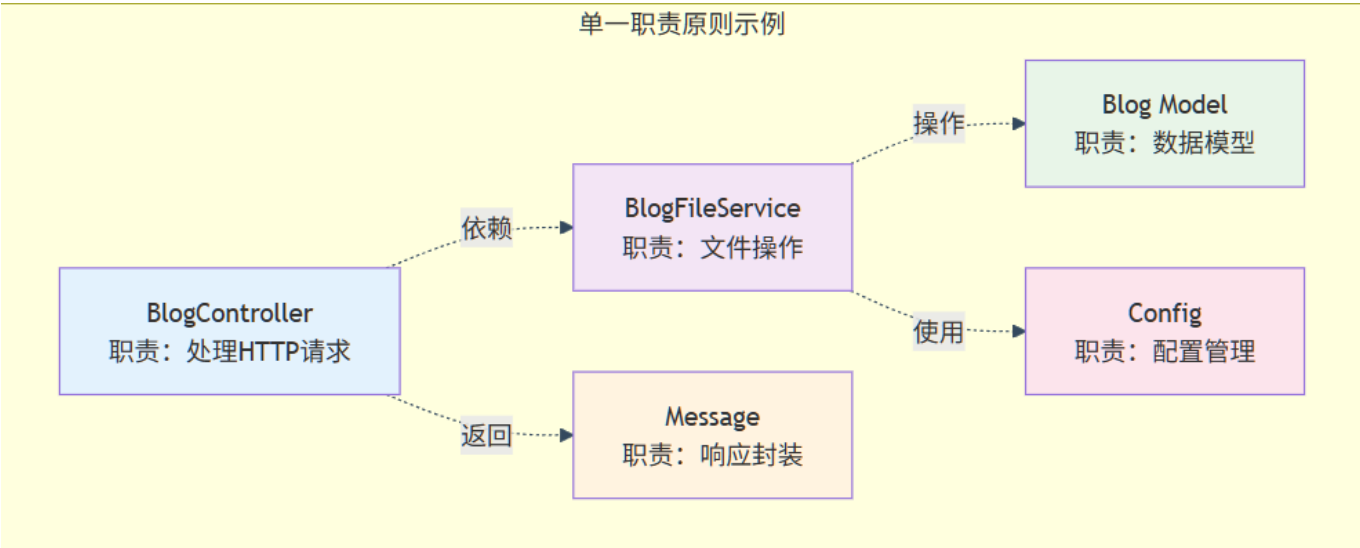 单一职责原则示例
BlogController
职责：处理HTTP请求
依赖
返回
BlogFileService
职责：文件操作
Message
职责：响应封装
操作
使用
Blog Model
职责：数据模型
Config
职责：配置管理